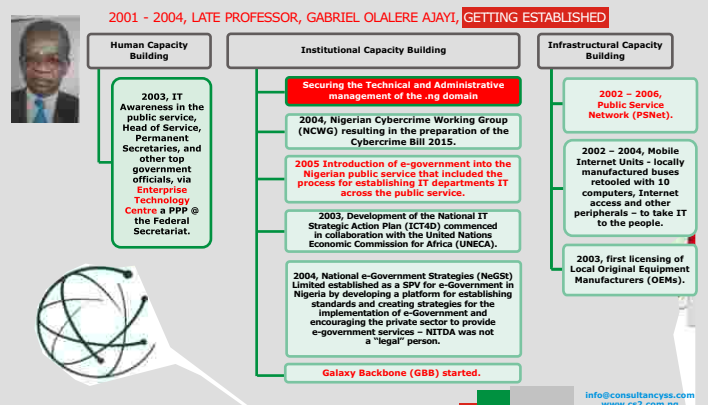 2001 - 2004, LATE PROFESSOR, GABRIEL OLALERE AJAYI, GETTING ESTABLISHED
Human Capacity
Building
2003, IT
Awareness in the
public service,
Head of Service,
Permanent
Secretaries, and
other top
government
officials, via
Enterprise
Technology
Centre a PPP @
the Federal
Secretariat.
Institutional Capacity Building
Securing the Technical and Administrative
management of the .ng domain
2004, Nigerian Cybercrime Working Group
(NCWG) resulting in the preparation of the
Cybercrime Bill 2015.
2005 Introduction of e-government into the
Nigerian public service that included the
process for establishing IT departments IT
across the public service.
2003, Development of the National IT
Strategic Action Plan (ICT4D) commenced
in collaboration with the United Nations
Economic Commission for Africa (UNECA).
2004, National e-Government Strategies (NeGSt)
Limited established as a SPV for e-Government in
Nigeria by developing a platform for establishing
standards and creating strategies for the
implementation of e-Government and
encouraging the private sector to provide
e-government services – NITDA was not
a "legal" person.
Galaxy Backbone (GBB) started.
Infrastructural Capacity
Building
2002 – 2006,
Public Service
Network (PSNet).
2002 – 2004, Mobile
Internet Units - locally
manufactured buses
retooled with 10
computers, Internet
access and other
peripherals – to take IT
to the people.
2003, first licensing of
Local Original Equipment
Manufacturers (OEMs).
info@consultancyss.com
www.cs2.com.ng